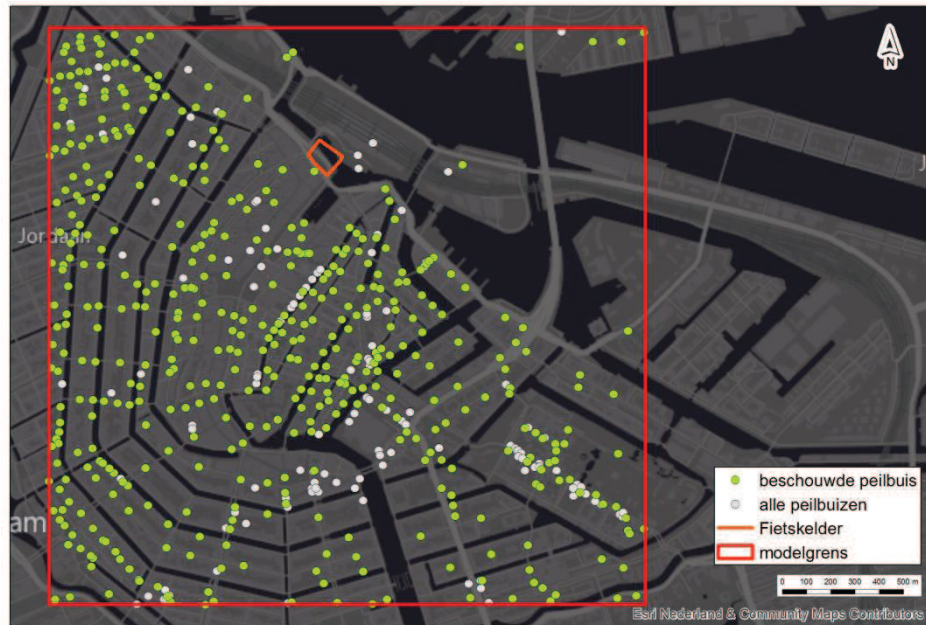 N
J
Jordaan
am
beschouwde peilbuis
alle peilbuizen
Fietskelder
modelgrens
0 100 200 300 400 500 m
Esri Nederland & Community Maps Contributors